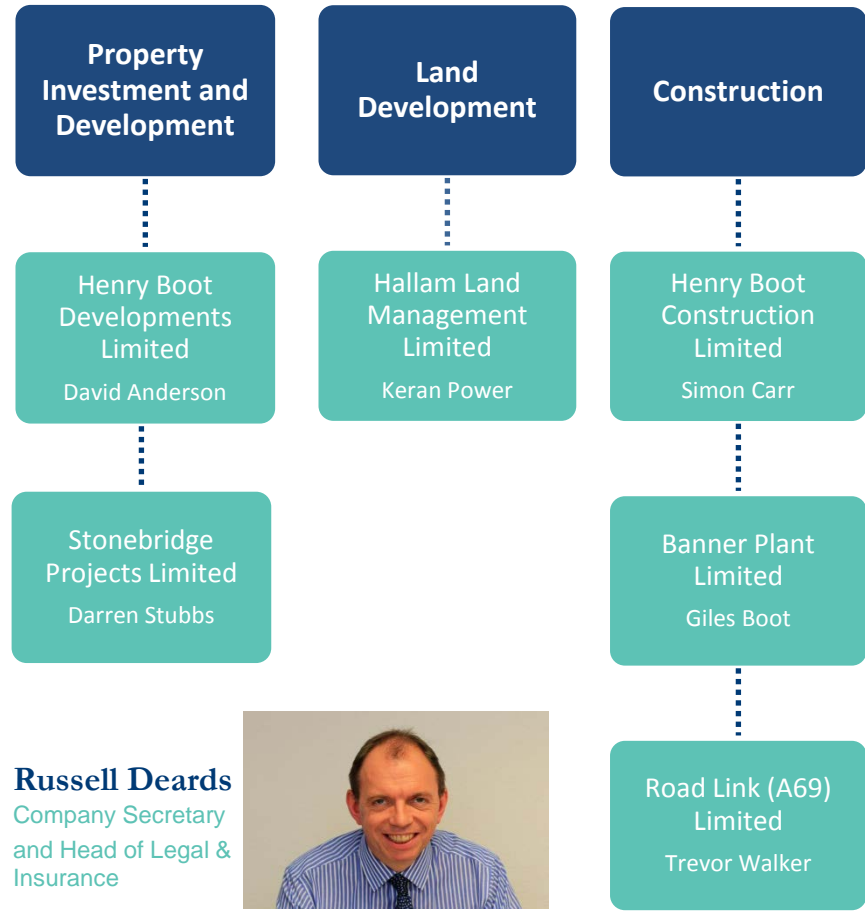 Property
Investment and
Development
Land
Development
Construction
Henry Boot
Developments
Limited
David Anderson
Hallam Land
Management
Limited
Keran Power
Henry Boot
Construction
Limited
Simon Carr
Stonebridge
Projects Limited
Darren Stubbs
Banner Plant
Limited
Giles Boot
Russell Deards
Company Secretary
and Head of Legal &
Insurance
Road Link (A69)
Limited
Trevor Walker